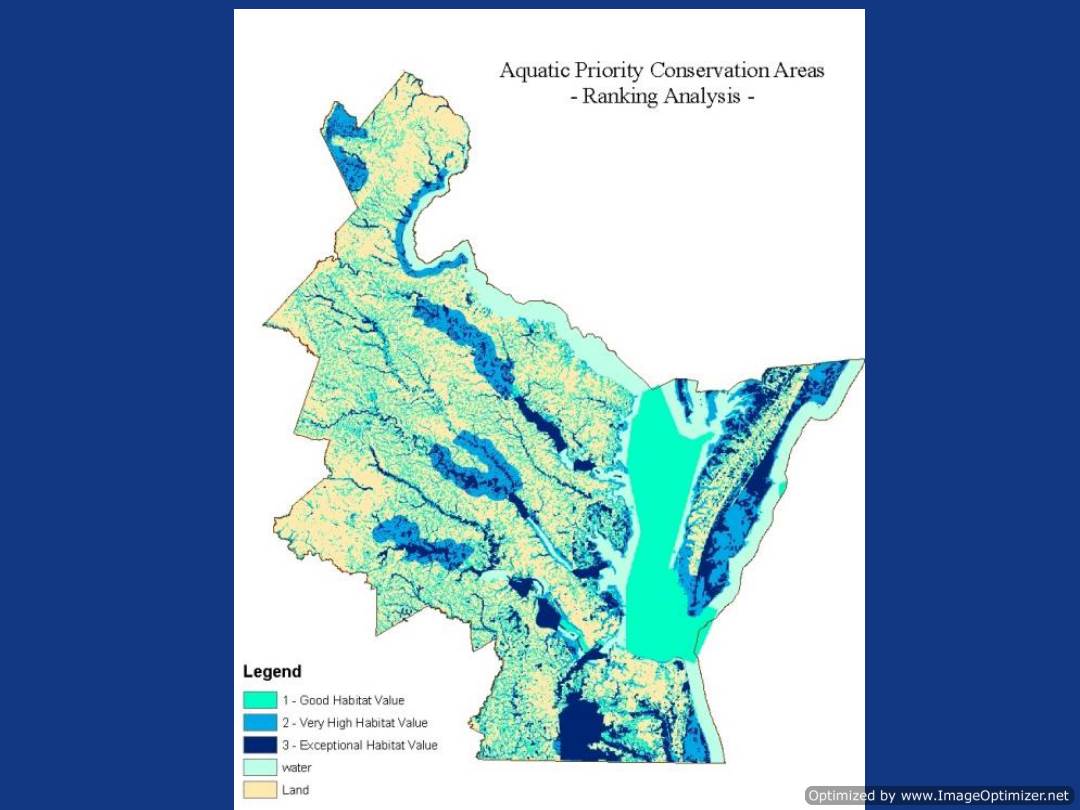 Aquatic Priority Conservation Areas
- Ranking Analysis -
Legend
1 - Good Habitat Value
2 - Very High Habitat Value
3 - Exceptional Habitat Value
water
Land
Optimized by www.ImageOptimizer.net